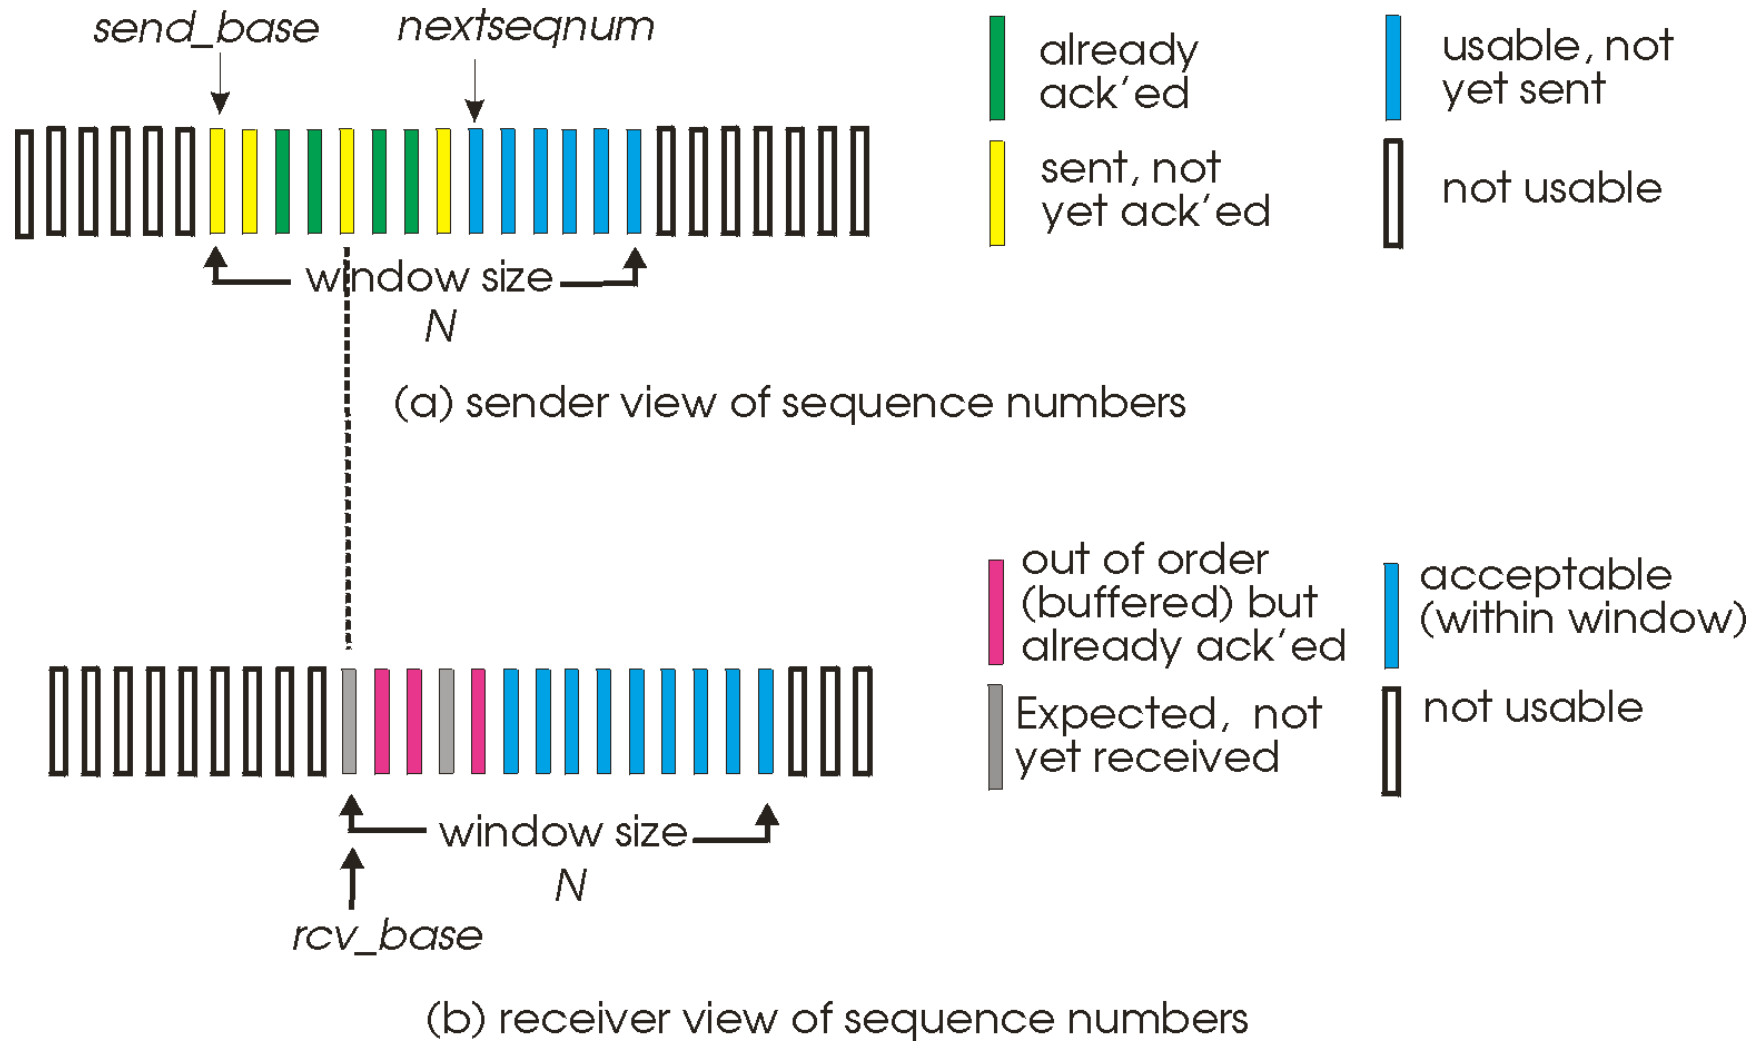 send_base
nextseqnum
already
ack'ed
usable, not
yet sent
sent, not
yet ack'ed
not usable
window size
N
(a) sender view of sequence numbers
out of order
(buffered) but
already ack'ed
acceptable
(within window)
Expected, not
yet received
not usable
window size
N
rcv_base
(b) receiver view of sequence numbers